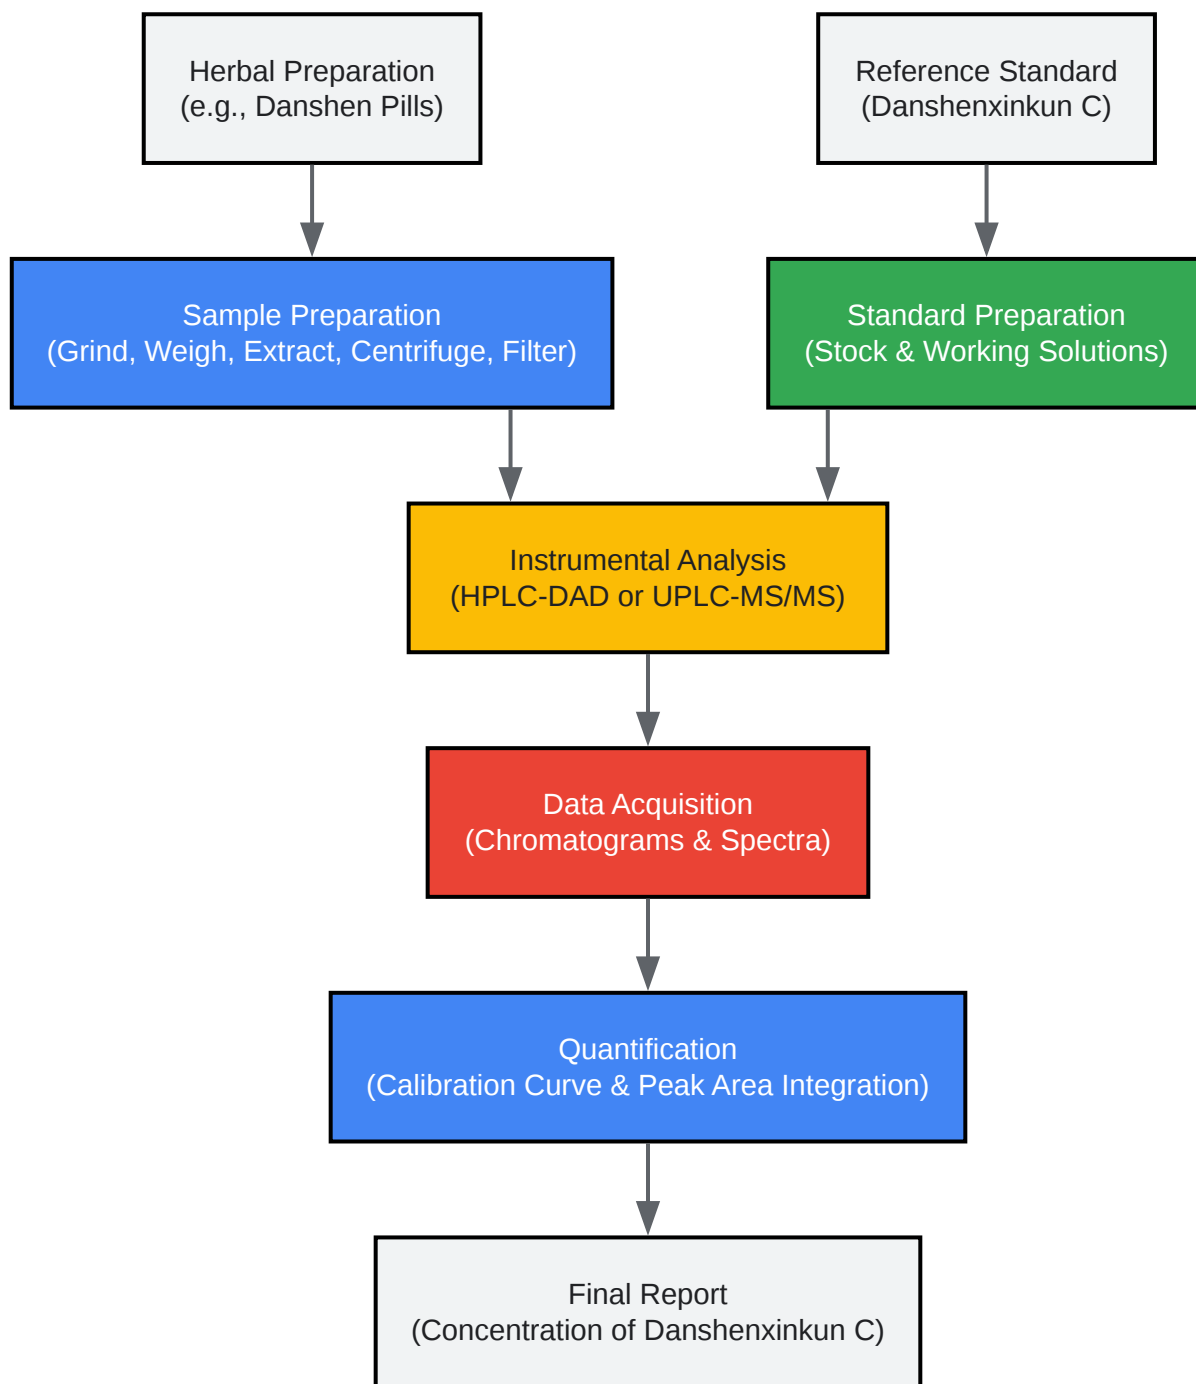 Herbal Preparation
(e.g., Danshen Pills)
Reference Standard
(Danshenxinkun C)
Sample Preparation
(Grind, Weigh, Extract, Centrifuge, Filter)
Standard Preparation
(Stock & Working Solutions)
Instrumental Analysis
(HPLC-DAD or UPLC-MS/MS)
Data Acquisition
(Chromatograms & Spectra)
Quantification
(Calibration Curve & Peak Area Integration)
Final Report
(Concentration of Danshenxinkun C)